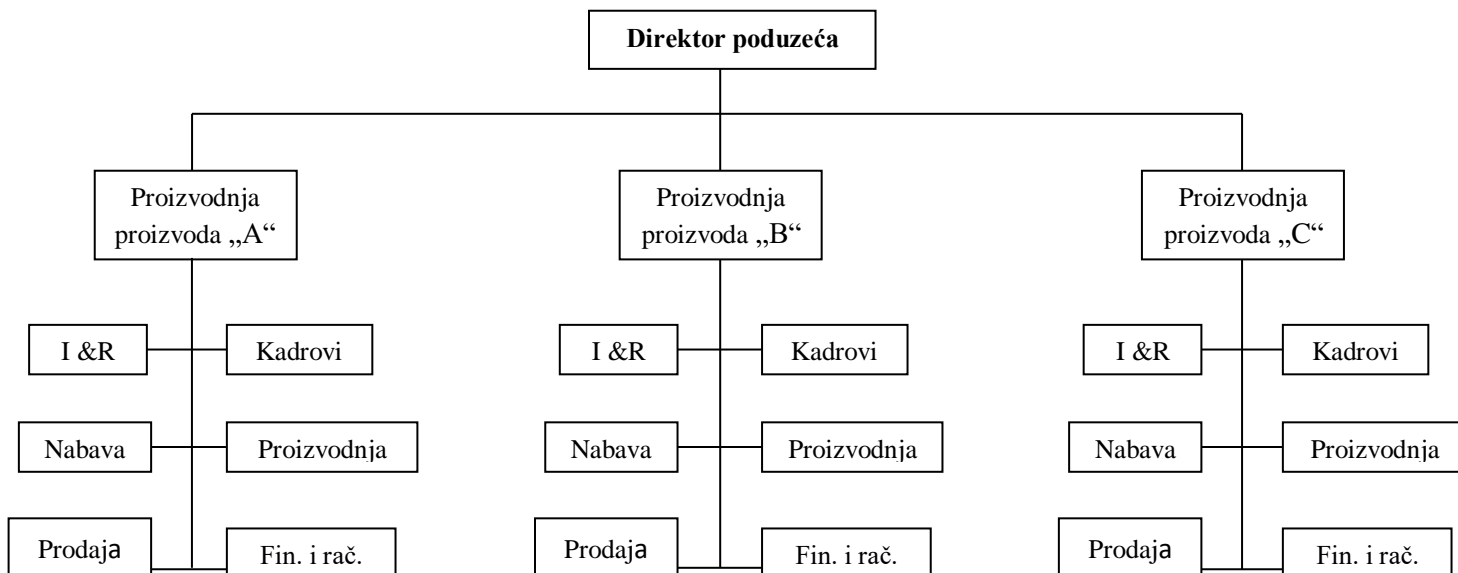 Direktor poduzeća
Proizvodnja
proizvoda „A“
Proizvodnja
proizvoda „B“
Proizvodnja
proizvoda „C“
I &R
Kadrovi
I &R
Kadrovi
I &R
Kadrovi
Nabava
Proizvodnja
Nabava
Proizvodnja
Nabava
Proizvodnja
Prodaja
Fin. i rač.
Prodaja
Fin. i rač.
Prodaja
Fin. i rač.